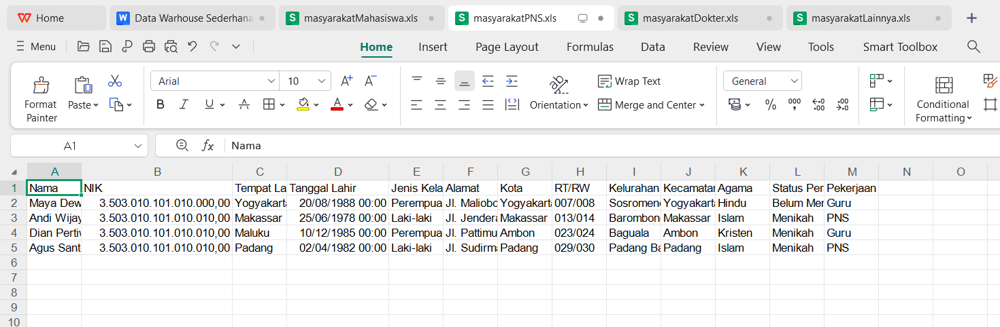 Home Data Warhouse Sederhana masyarakatMahasiswa.xls masyarakatPNS.xls masyarakatDokter.xls masyarakatLainnya.xls
Menu Home Insert Page Layout Formulas Data Review View Tools Smart Toolbox
Format Painter Paste Arial 10 A+ A- Orientation Wrap Text General Conditional Formatting
B I U A A Merge and Center % 000
A1 fx Nama
A B C D E F G H I J K L M N O
1 Nama NIK Tempat La Tanggal Lahir Jenis Kela Alamat Kota RT/RW Kelurahan Kecamatan Agama Status Per Pekerjaan
2 Maya Dew 3.503.010.101.010.000,00 Yogyakarta 20/08/1988 00:00 Perempua Jl. Maliobo Yogyakarta 007/008 Sosromen Yogyakarta Hindu Belum Men Guru
3 Andi Wijay 3.503.010.101.010.010,00 Makassar 25/06/1978 00:00 Laki-laki Jl. Jendera Makassar 013/014 Barombon Makassar Islam Menikah PNS
4 Dian Pertiw 3.503.010.101.010.010,00 Maluku 10/12/1985 00:00 Perempua Jl. Pattimu Ambon 023/024 Baguala Ambon Kristen Menikah Guru
5 Agus Sant 3.503.010.101.010.010,00 Padang 02/04/1982 00:00 Laki-laki Jl. Sudirma Padang 029/030 Padang Ba Padang Islam Menikah PNS
6
7
8
9
10